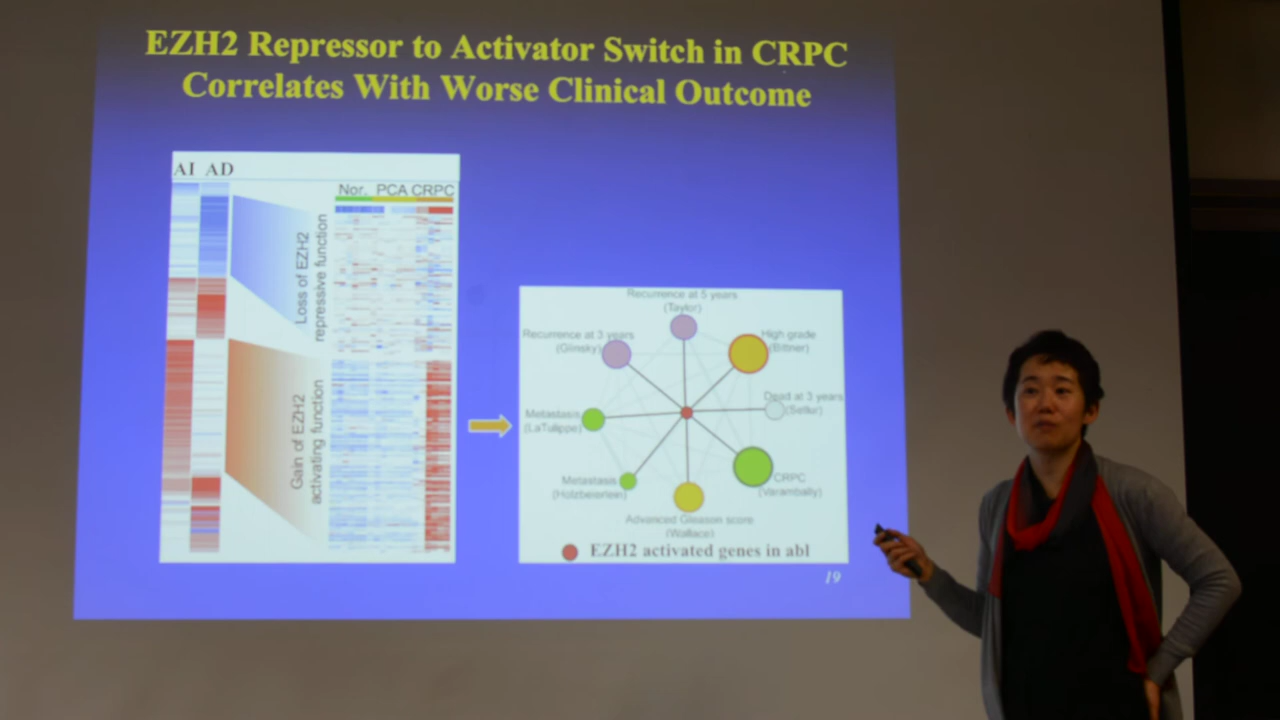 EZH2 Repressor to Activator Switch in CRPC
Correlates With Worse Clinical Outcome
AI AD
Nor. PCA CRPC
Loss of EZH2
repressive function
Gain of EZH2
activating function
Recurrence at 5 years
(Taylor)
Recurrence at 3 years
(Glinsky)
High grade
(Bittner)
Dead at 3 years
(Setlur)
Metastasis
(LaTulippe)
CRPC
(Varambally)
Metastasis
(Holzbeierlein)
Advanced Gleason score
(Wallace)
EZH2 activated genes in abl
19